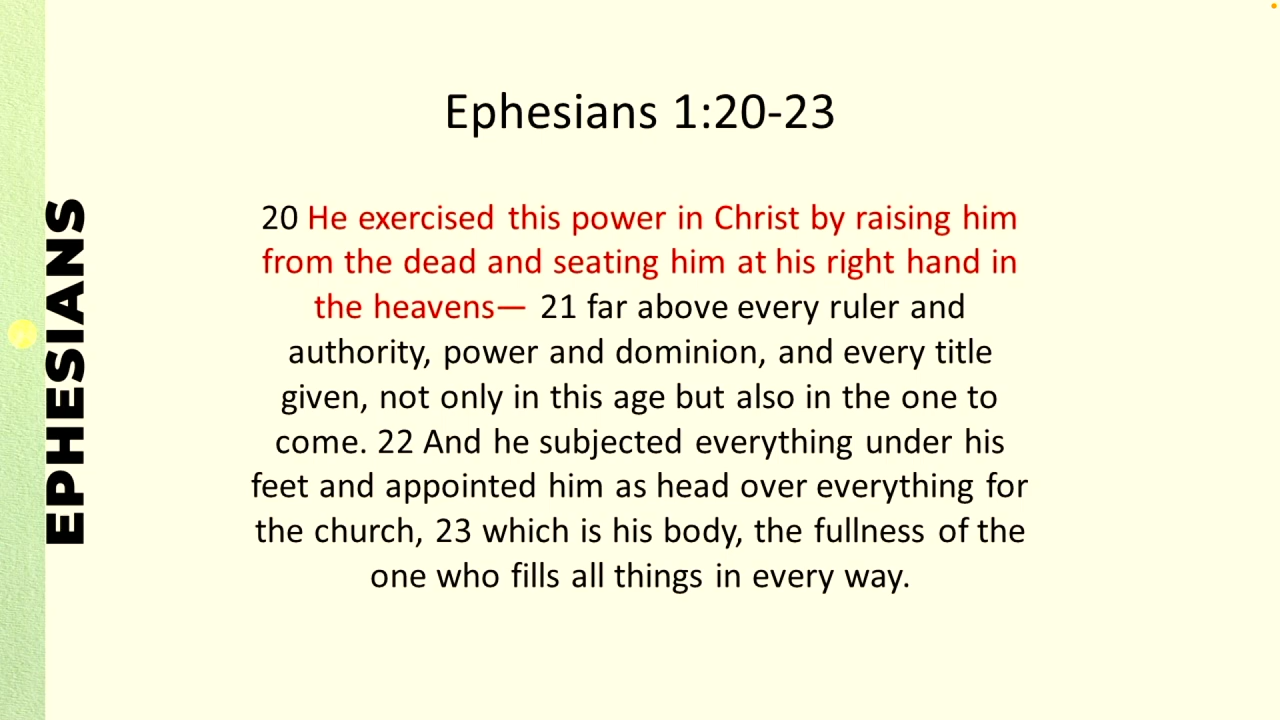 Ephesians 1:20-23
EPHESIANS
20 He exercised this power in Christ by raising him
from the dead and seating him at his right hand in
the heavens— 21 far above every ruler and
authority, power and dominion, and every title
given, not only in this age but also in the one to
come. 22 And he subjected everything under his
feet and appointed him as head over everything for
the church, 23 which is his body, the fullness of the
one who fills all things in every way.